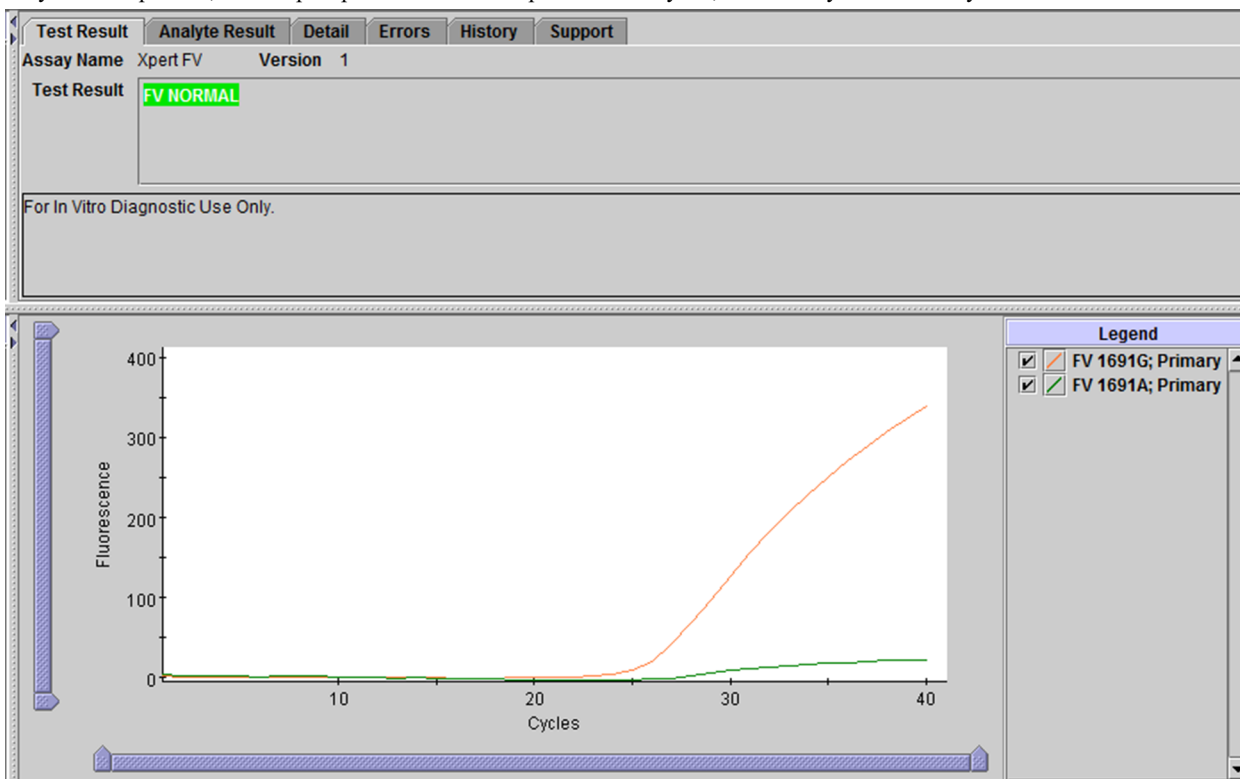 Test Result Analyte Result Detail Errors History Support
Assay Name Xpert FV Version 1
Test Result FV NORMAL
For In Vitro Diagnostic Use Only.
Legend
FV 1691G; Primary
FV 1691A; Primary
400
300
200
100
0
Fluorescence
10 20 30 40
Cycles